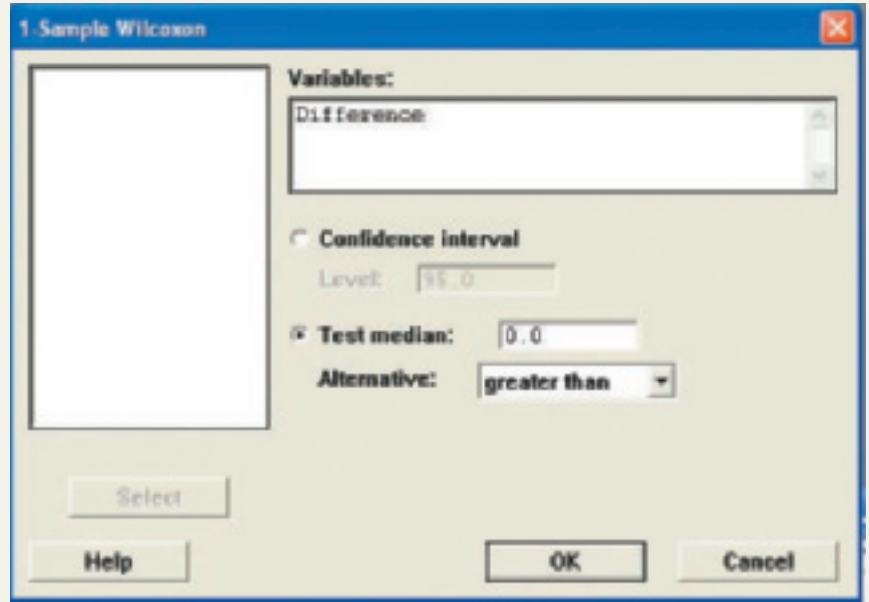 1-Sample Wilcoxon
Variables:
Difference
Confidence interval
Level: 95.0
Test median: 0.0
Alternative: greater than
Select
Help OK Cancel